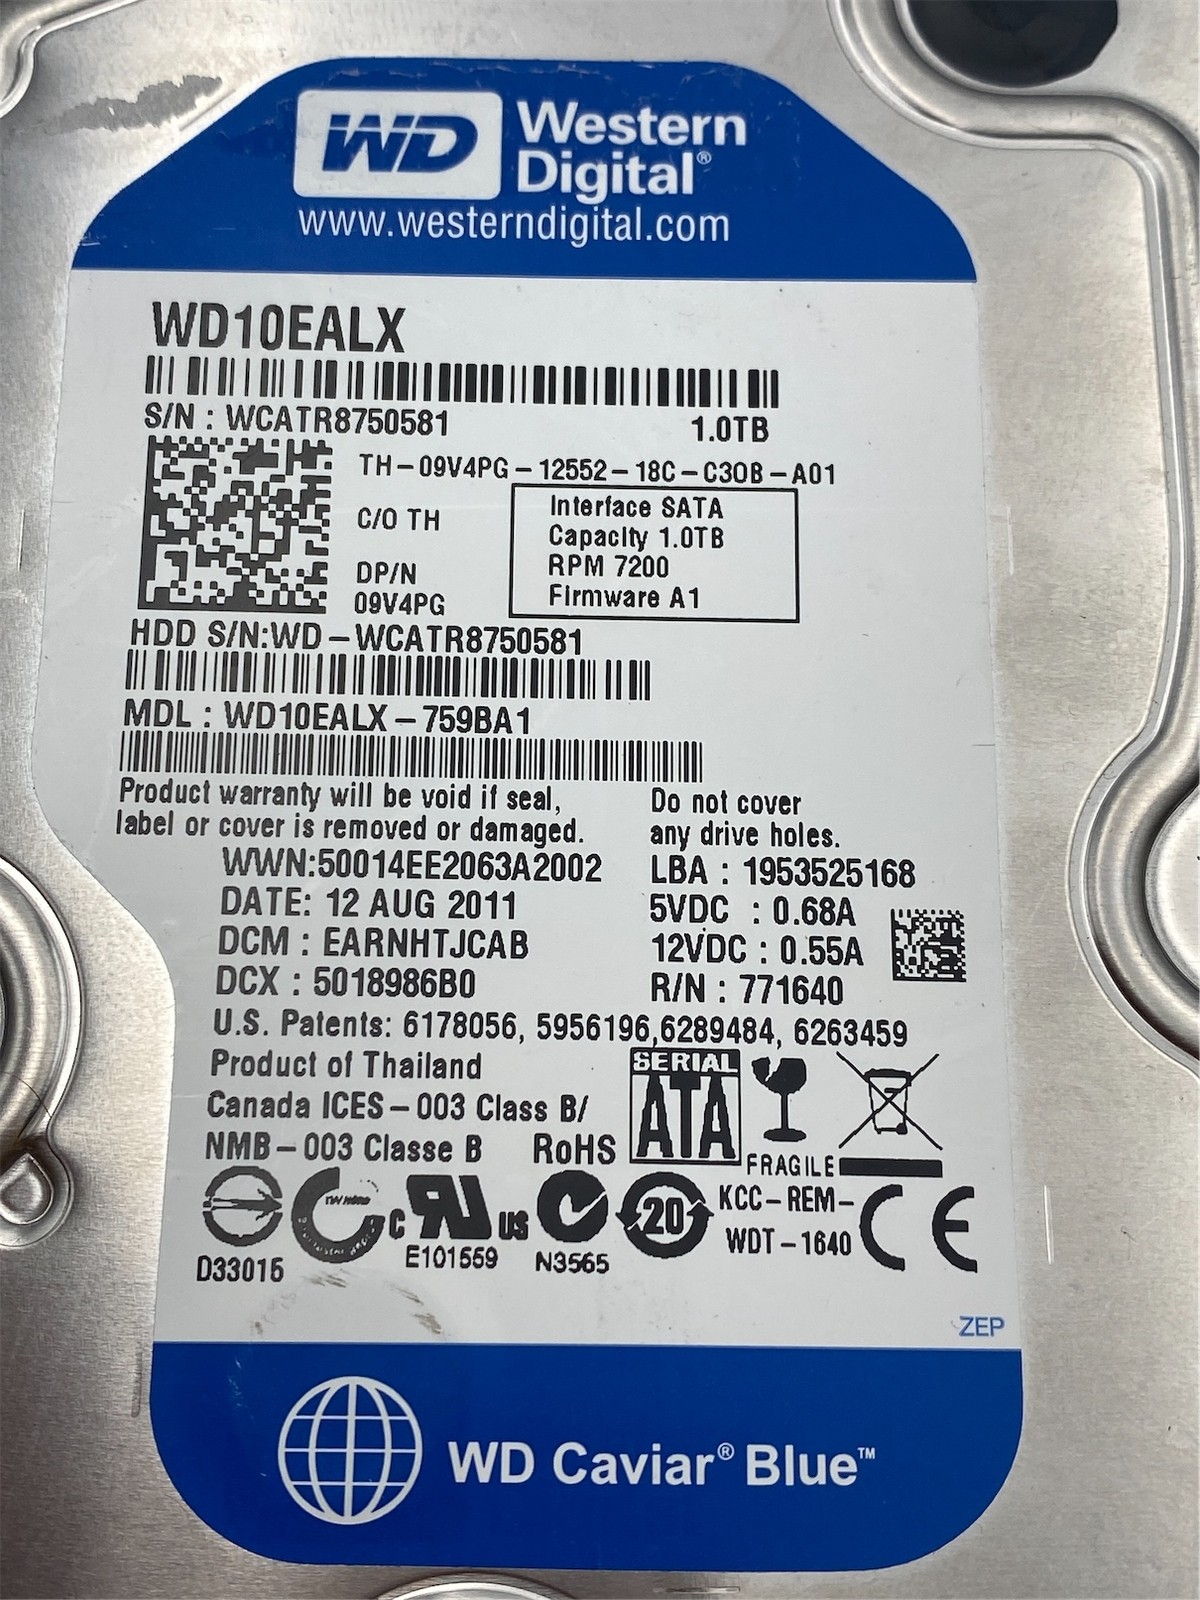 WD
Western
Digital®
www.westerndigital.com
WD10EALX
S/N : WCATR8750581
1.0TB
TH-09V4PG-12552-18C-C3OB-A01
C/O TH
DP/N
09V4PG
Interface SATA
Capacity 1.0TB
RPM 7200
Firmware A1
HDD S/N:WD-WCATR8750581
MDL : WD10EALX-759BA1
Product warranty will be void if seal,
label or cover is removed or damaged.
Do not cover
any drive holes.
WWN:50014EE2063A2002
DATE: 12 AUG 2011
DCM : EARNHTJCAB
DCX : 5018986B0
LBA : 1953525168
5VDC : 0.68A
12VDC : 0.55A
R/N : 771640
U.S. Patents: 6178056, 5956196,6289484, 6263459
Product of Thailand
Canada ICES-003 Class B/
NMB-003 Classe B
RoHS
SERIAL
ATA
FRAGILE
D33015
c UR US
E101559
N3565
20
KCC-REM-
WDT-1640
CE
ZEP
WD Caviar® Blue™